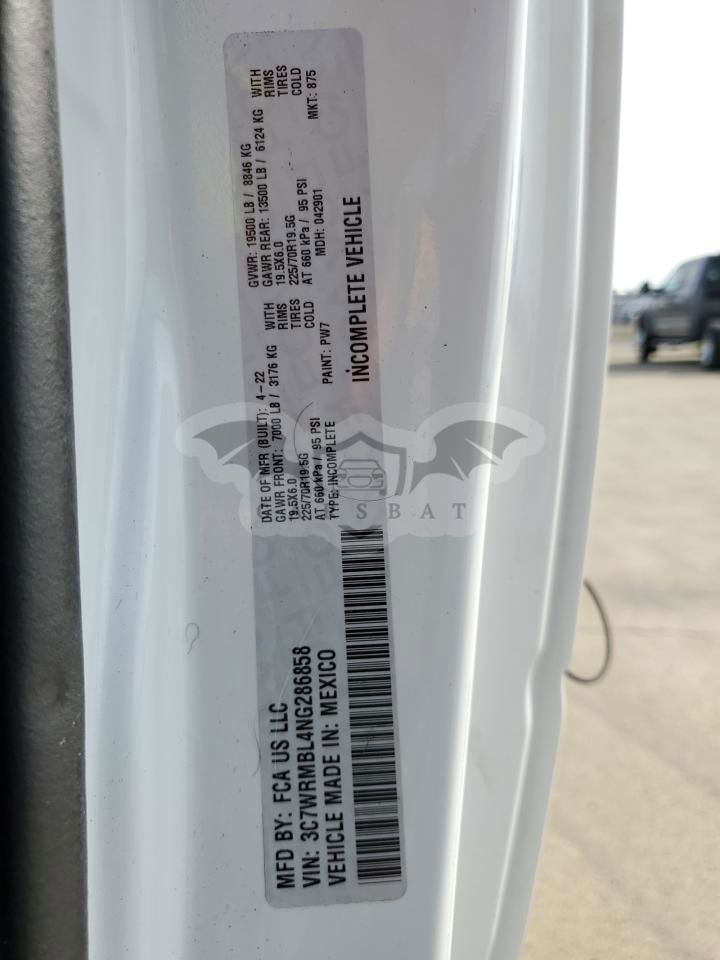 MFD BY: FCA US LLC
VIN: 3C7WRMBL4NG286858
VEHICLE MADE IN: MEXICO
DATE OF MFR (BUILT): 4-22
GAWR FRONT: 7000 LB / 3176 KG WITH
19.5X6.0 RIMS
225/70R19.5G TIRES
AT 660 kPa / 95 PSI COLD
TYPE: INCOMPLETE PAINT: PW7
GVWR: 19500 LB / 8846 KG
GAWR REAR: 13500 LB / 6124 KG WITH
19.5X6.0 RIMS
225/70R19.5G TIRES
AT 660 kPa / 95 PSI COLD
MDH: 042901 MKT: 875
INCOMPLETE VEHICLE